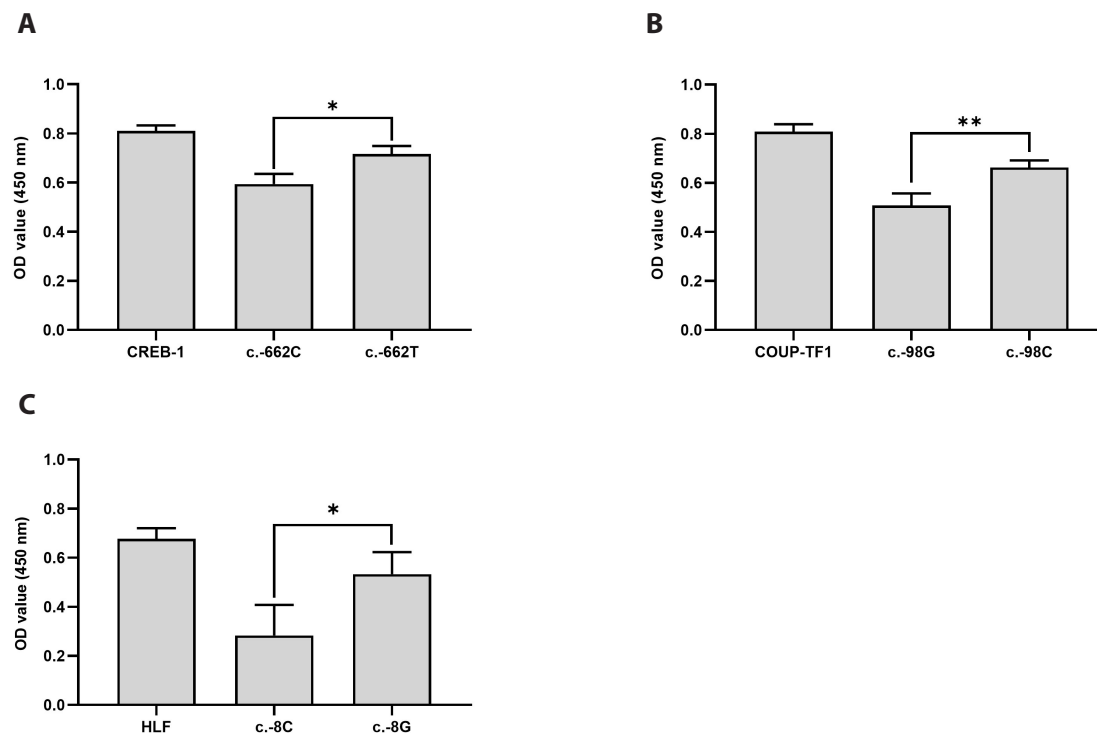 A
OD value (450 nm)
1.0
0.8
0.6
0.4
0.2
0.0
*
CREB-1 c.-662C c.-662T
B
OD value (450 nm)
1.0
0.8
0.6
0.4
0.2
0.0
**
COUP-TF1 c.-98G c.-98C
C
OD value (450 nm)
1.0
0.8
0.6
0.4
0.2
0.0
*
HLF c.-8C c.-8G